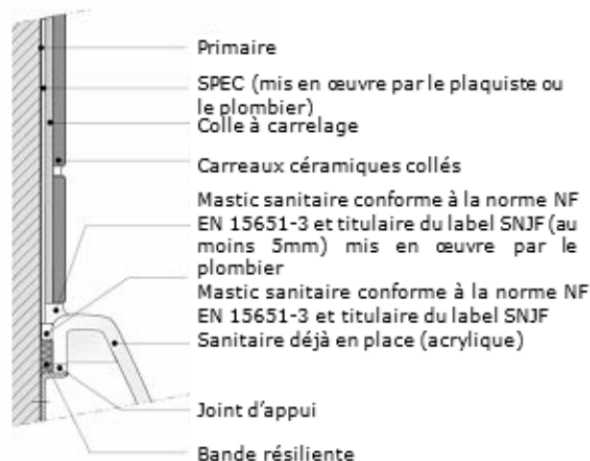 Primaire
SPEC (mis en œuvre par le plaquiste ou
le plombier)
Colle à carrelage
Carreaux céramiques collés
Mastic sanitaire conforme à la norme NF
EN 15651-3 et titulaire du label SNJF (au
moins 5mm) mis en œuvre par le
plombier
Mastic sanitaire conforme à la norme NF
EN 15651-3 et titulaire du label SNJF
Sanitaire déjà en place (acrylique)
Joint d’appui
Bande résiliente